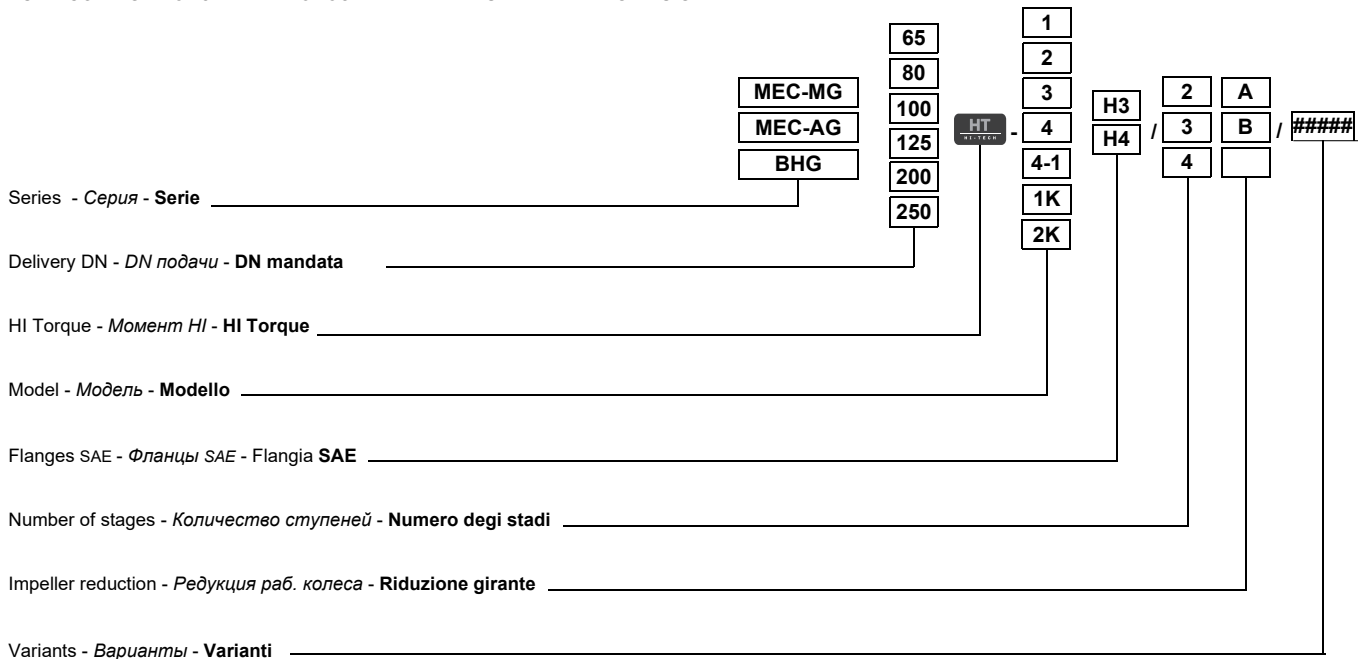 1
65
2
80
MEC-MG
3
H3
2
A
100
MEC-AG
HT
HI-TECH
-
4
/
3
B
/
#####
125
H4
BHG
4-1
4
200
Series - Серия - Serie
1K
250
2K
Delivery DN - DN подачи - DN mandata
HI Torque - Момент HI - HI Torque
Model - Модель - Modello
Flanges SAE - Фланцы SAE - Flangia SAE
Number of stages - Количество ступеней - Numero degi stadi
Impeller reduction - Редукция раб. колеса - Riduzione girante
Variants - Варианты - Varianti